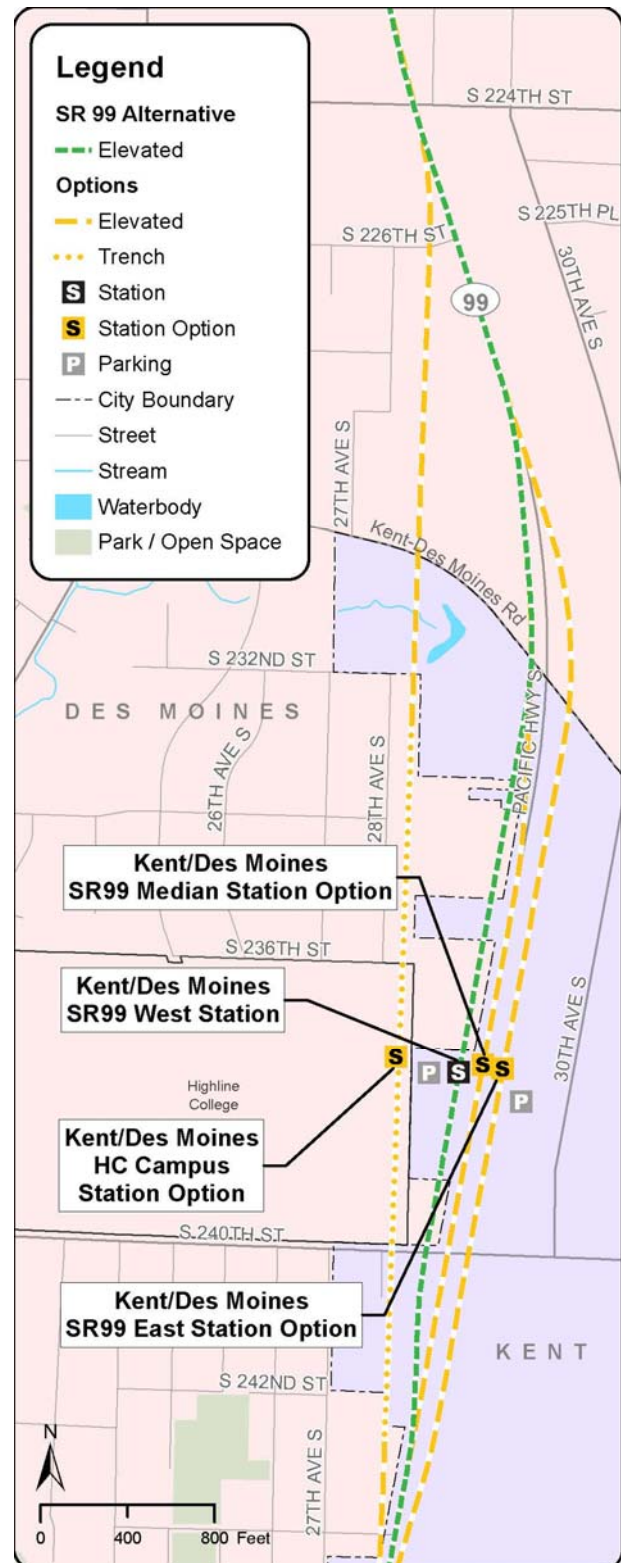 Legend
SR 99 Alternative
Elevated
Options
Elevated
Trench
S Station
S Station Option
P Parking
City Boundary
Street
Stream
Waterbody
Park / Open Space
S 224TH ST
S 225TH PL
S 226TH ST
30TH AVE S
99
27TH AVE S
Kent-Des Moines Rd
S 232ND ST
DES MOINES
PACIFIC HWY S
26TH AVE S
28TH AVE S
Kent/Des Moines
SR99 Median Station Option
S 236TH ST
Kent/Des Moines
SR99 West Station
30TH AVE S
S
P
S
S
S
P
Highline
College
Kent/Des Moines
HC Campus
Station Option
S 240TH ST
Kent/Des Moines
SR99 East Station Option
KENT
S 242ND ST
27TH AVE S
N
0 400 800 Feet